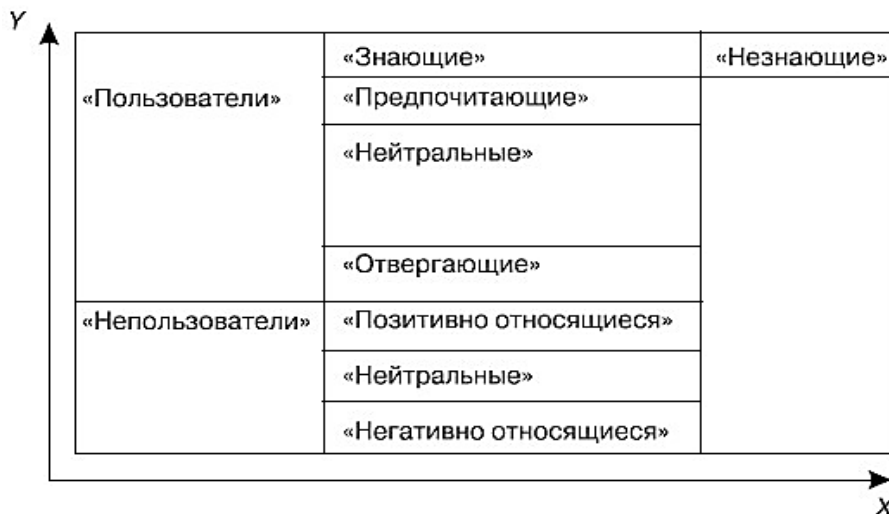 Y
«Знающие» «Незнающие»
«Пользователи» «Предпочитающие»
«Нейтральные»
«Отвергающие»
«Непользователи» «Позитивно относящиеся»
«Нейтральные»
«Негативно относящиеся»
X